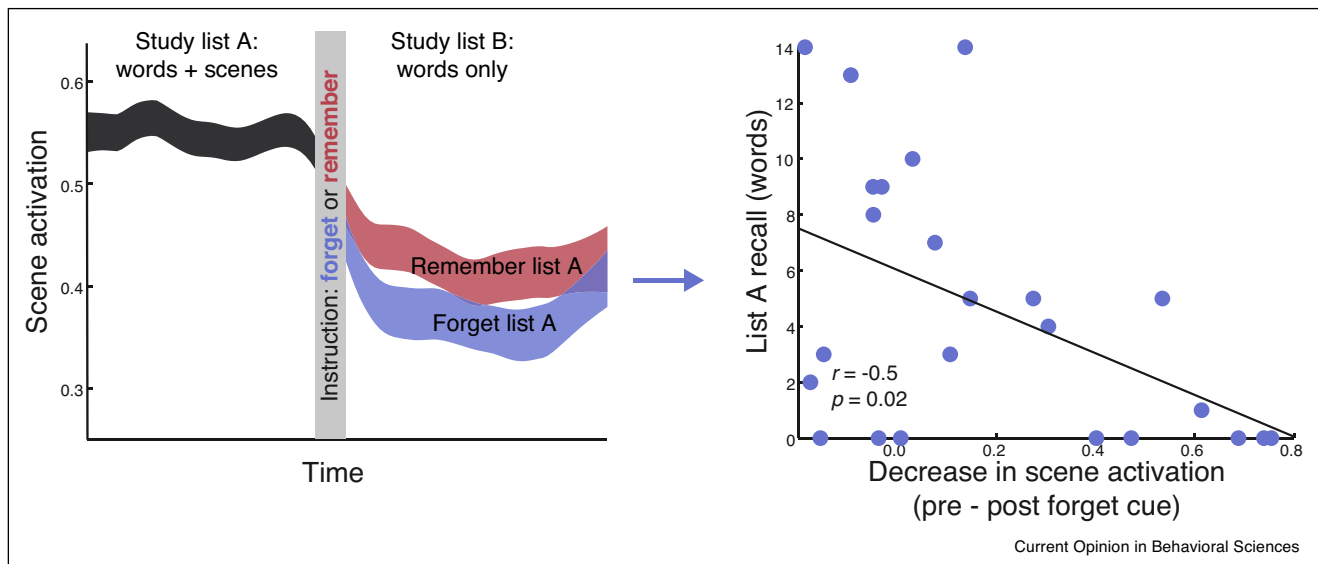 Study list A:
words + scenes
Study list B:
words only
Scene activation
0.6
0.5
0.4
0.3
Instruction: forget or remember
Remember list A
Forget list A
Time
List A recall (words)
14
12
10
8
6
4
2
0
r = -0.5
p = 0.02
0.0 0.2 0.4 0.6 0.8
Decrease in scene activation
(pre - post forget cue)
Current Opinion in Behavioral Sciences